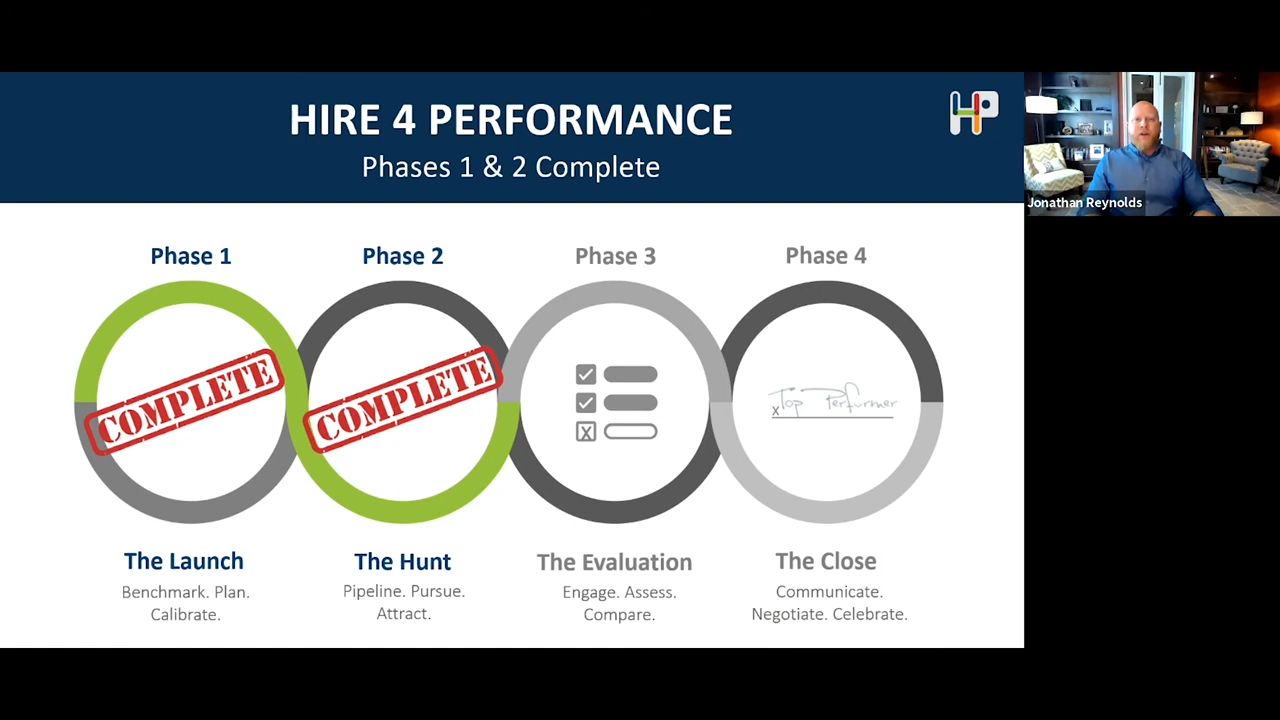 HIRE 4 PERFORMANCE
Phases 1 & 2 Complete
HP
Jonathan Reynolds
Phase 1
Phase 2
Phase 3
Phase 4
COMPLETE
COMPLETE
x Top Performer
The Launch
The Hunt
The Evaluation
The Close
Benchmark. Plan.
Calibrate.
Pipeline. Pursue.
Attract.
Engage. Assess.
Compare.
Communicate.
Negotiate. Celebrate.